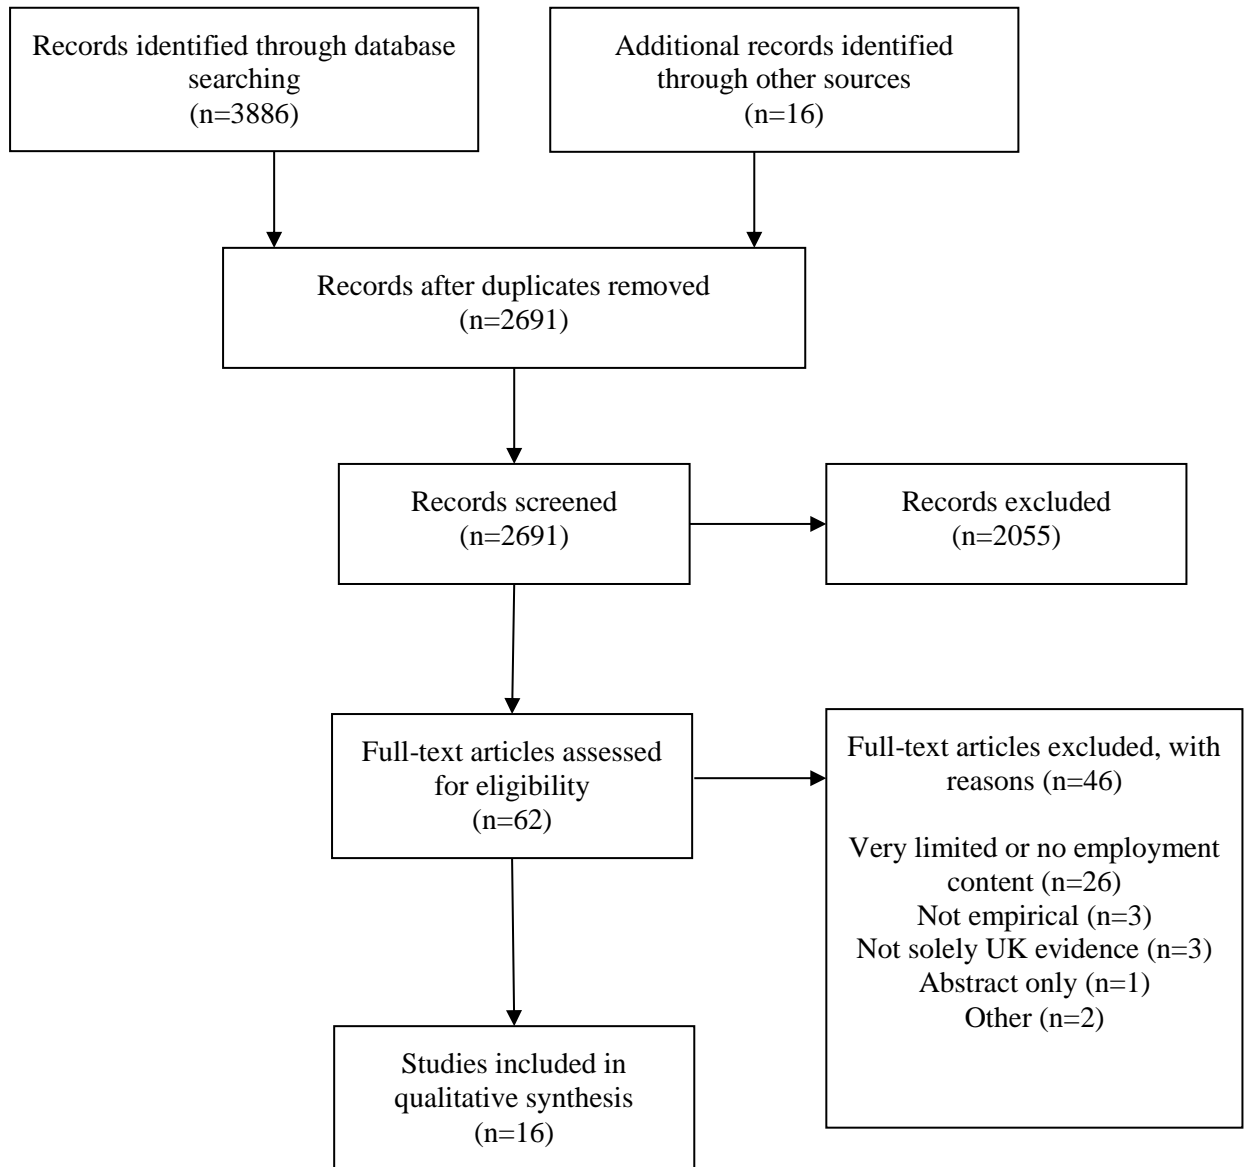 Records identified through database
searching
(n=3886)
Additional records identified
through other sources
(n=16)
Records after duplicates removed
(n=2691)
Records screened
(n=2691)
Records excluded
(n=2055)
Full-text articles assessed
for eligibility
(n=62)
Full-text articles excluded, with
reasons (n=46)
Very limited or no employment
content (n=26)
Not empirical (n=3)
Not solely UK evidence (n=3)
Abstract only (n=1)
Other (n=2)
Studies included in
qualitative synthesis
(n=16)